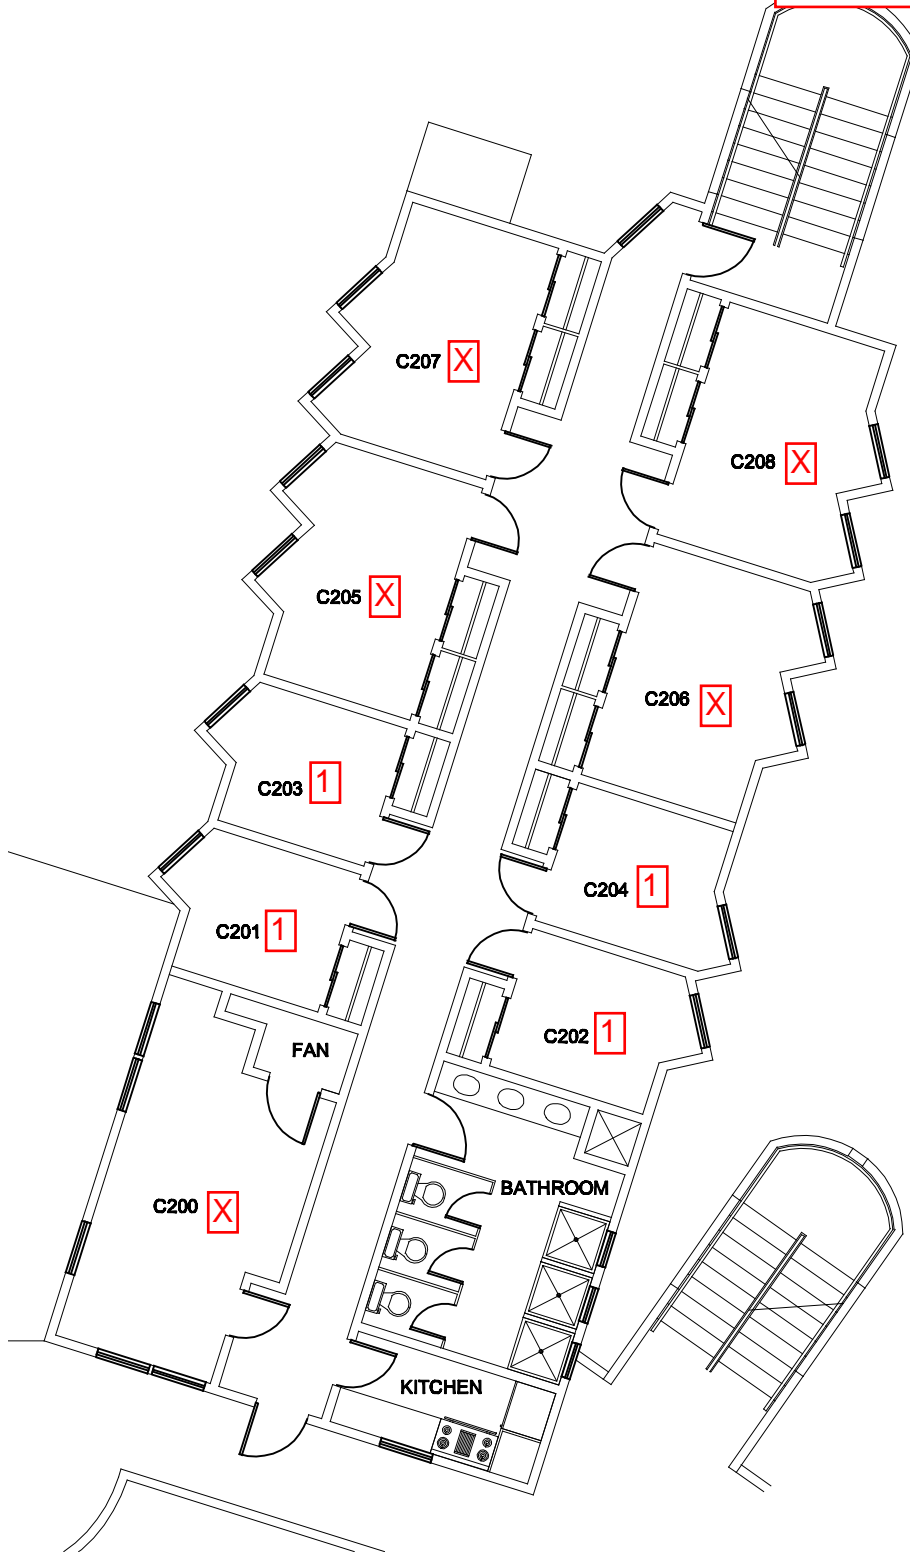 C207 X
C208 X
C205 X
C206 X
C203 1
C204 1
C201 1
C202 1
FAN
BATHROOM
C200 X
KITCHEN